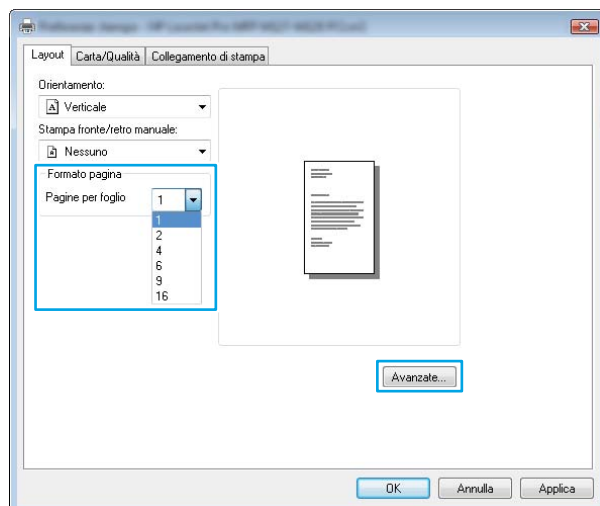 Layout
Carta/Qualità
Collegamento di stampa
Orientamento:
Verticale
Stampa fronte/retro manuale:
Nessuno
Formato pagina
Pagine per foglio
1
1
2
4
6
9
16
Avanzate...
OK
Annulla
Applica